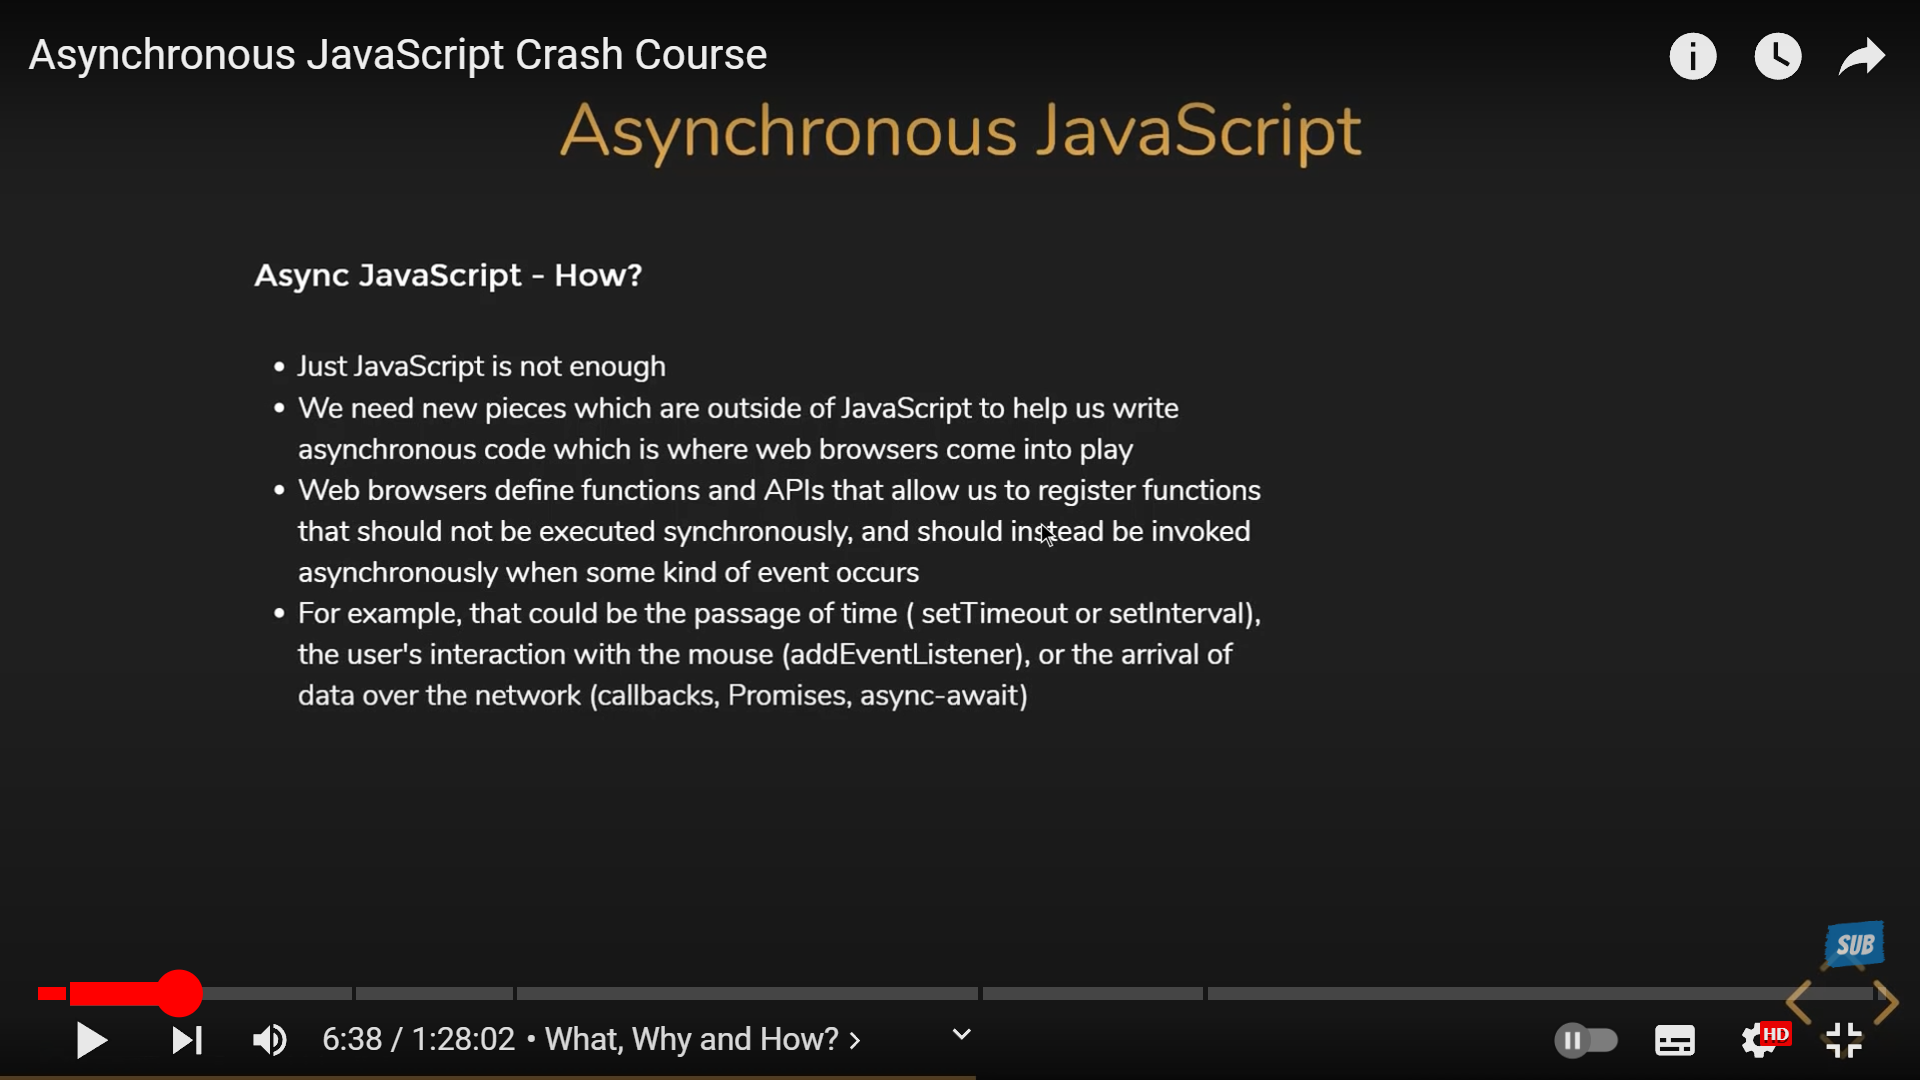 Asynchronous JavaScript Crash Course
Asynchronous JavaScript
Async JavaScript - How?
• Just JavaScript is not enough
• We need new pieces which are outside of JavaScript to help us write
asynchronous code which is where web browsers come into play
• Web browsers define functions and APIs that allow us to register functions
that should not be executed synchronously, and should instead be invoked
asynchronously when some kind of event occurs
• For example, that could be the passage of time ( setTimeout or setInterval),
the user's interaction with the mouse (addEventListener), or the arrival of
data over the network (callbacks, Promises, async-await)
SUB
6:38 / 1:28:02 • What, Why and How? >
HD